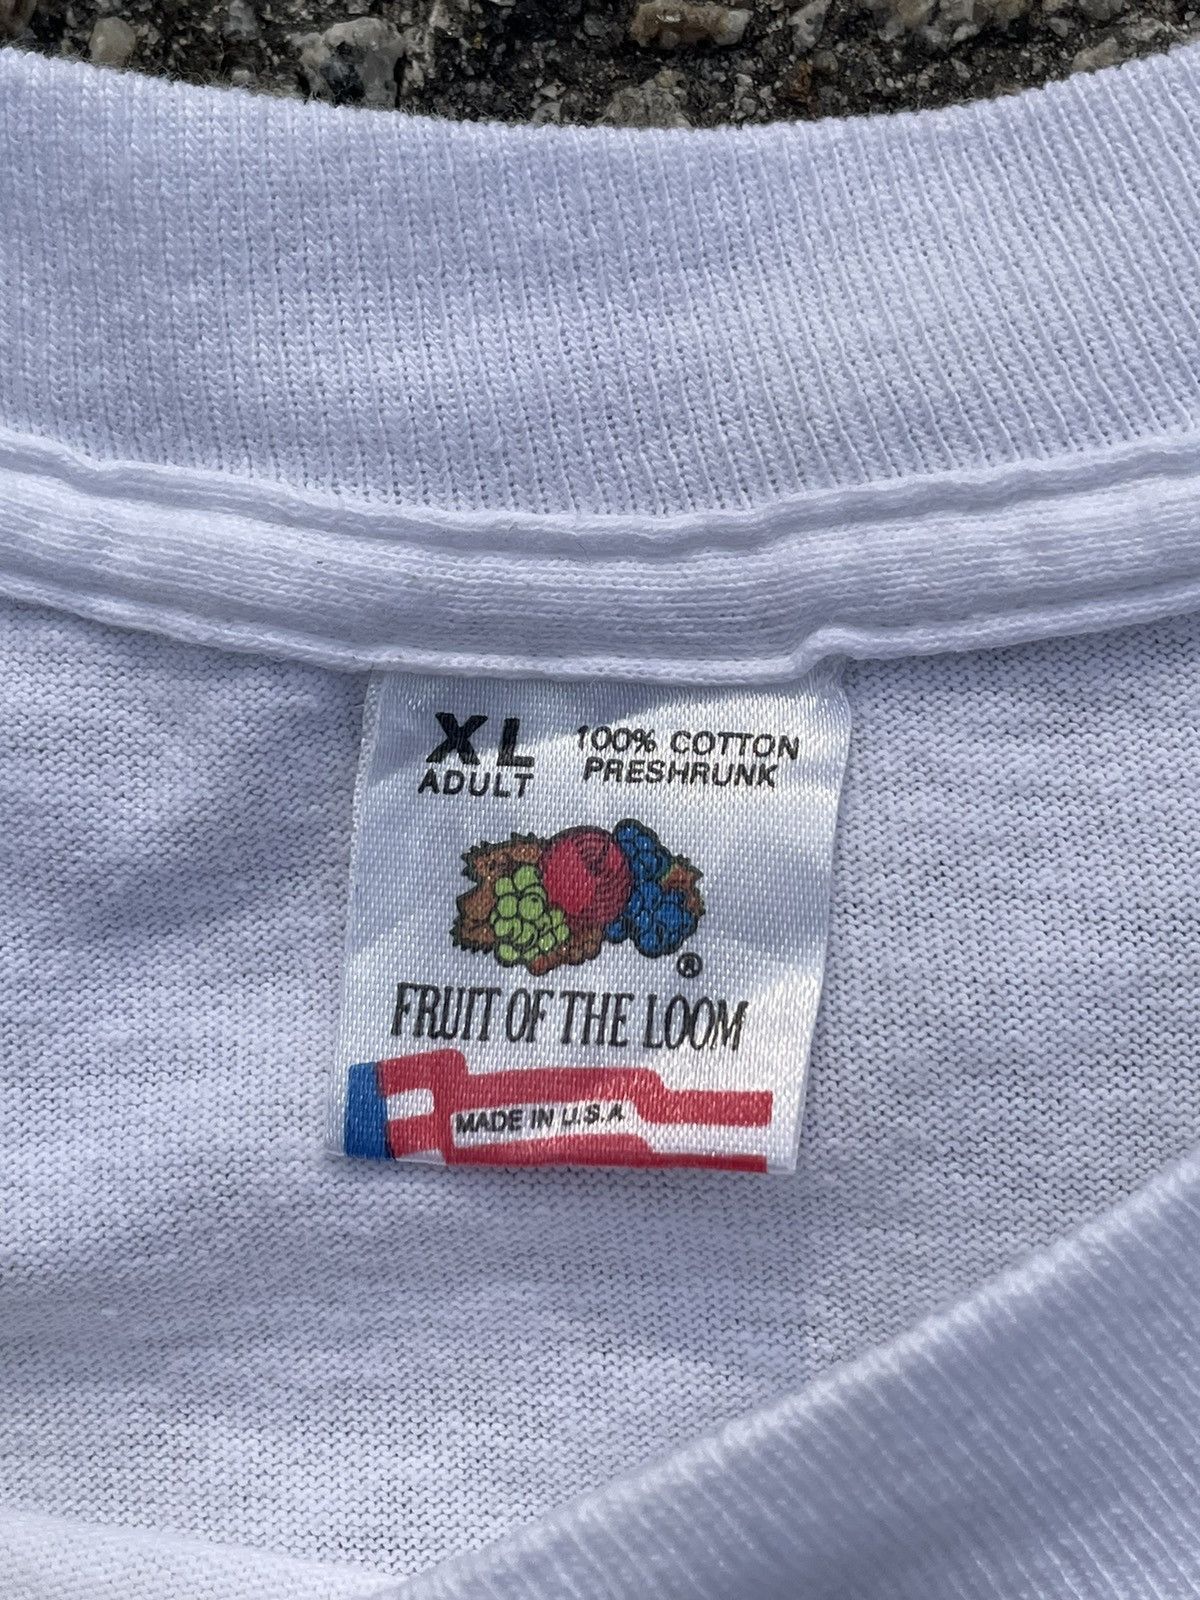 XL
ADULT
100% COTTON
PRESHRUNK
®
FRUIT OF THE LOOM
MADE IN U.S.A.